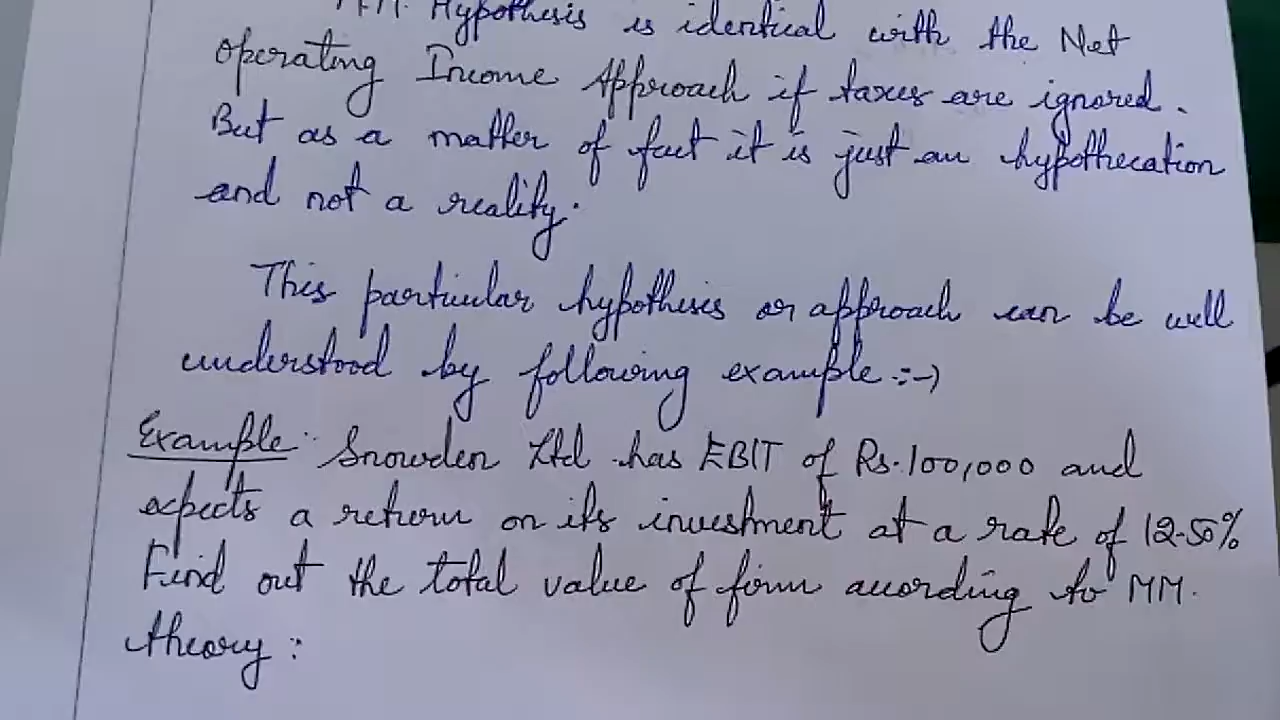 M.M. Hypothesis is identical with the Net
operating Income Approach if taxes are ignored.
But as a matter of fact it is just an hypothecation
and not a reality.
This particular hypothesis or approach can be well
understood by following example :-)
Example: Snowden Ltd has EBIT of Rs. 100,000 and
expects a return on its investment at a rate of 12.50%
Find out the total value of firm according to MM.
theory :